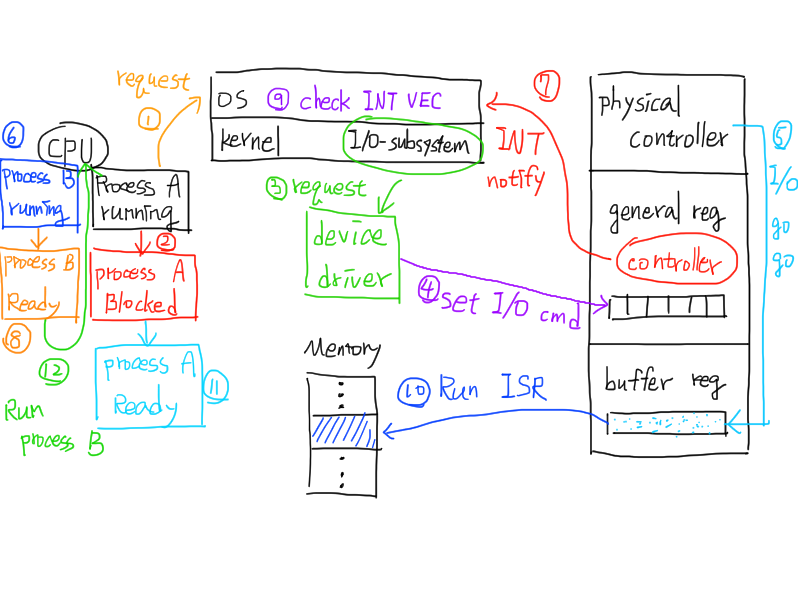 request
①
OS ⑨ check INT VEC
kernel I/O-subsystem
⑦
INT
notify
physical
controller
⑤
I/O
go
go
⑥
CPU
process B
running
Process A
running
③ request
device
driver
general reg
controller
②
process B
Ready
process A
Blocked
④ set I/O cmd
⑧
⑫
process A
Ready
⑪
Memory
⑩ Run ISR
buffer reg
Run
process B